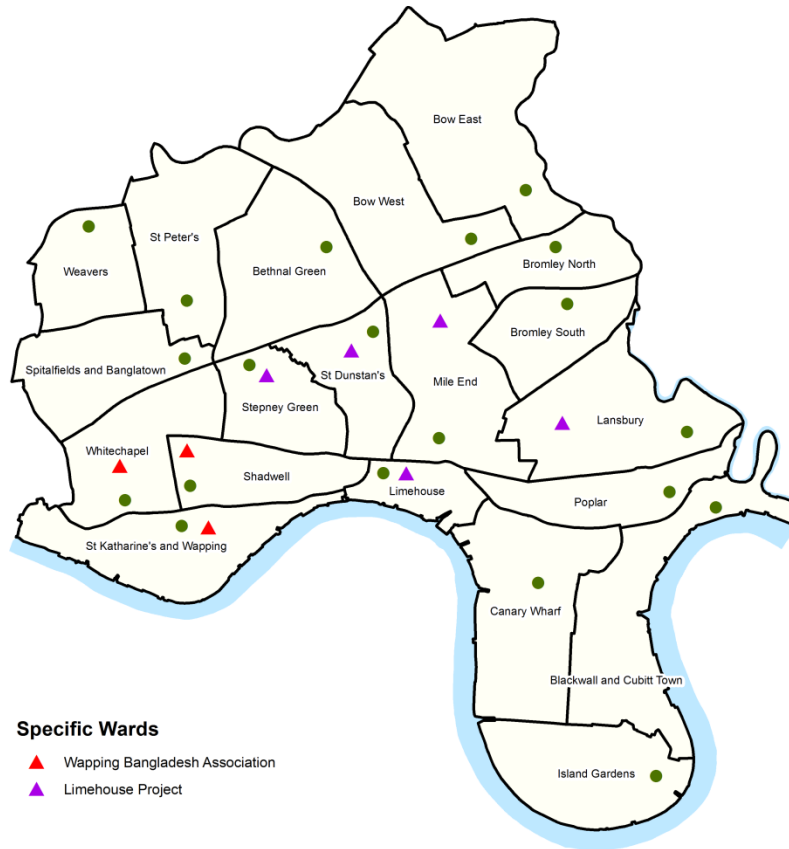 Bow East
Bow West
St Peter's
Weavers
Bethnal Green
Bromley North
Bromley South
Spitalfields and Banglatown
St Dunstan's
Mile End
Stepney Green
Lansbury
Whitechapel
Shadwell
Limehouse
Poplar
St Katharine's and Wapping
Canary Wharf
Blackwall and Cubitt Town
Island Gardens
Specific Wards
Wapping Bangladesh Association
Limehouse Project